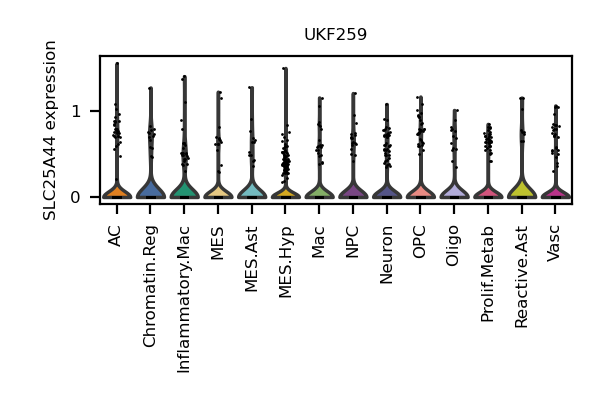 UKF259
SLC25A44 expression
1
0
AC
Chromatin.Reg
Inflammatory.Mac
MES
MES.Ast
MES.Hyp
Mac
NPC
Neuron
OPC
Oligo
Prolif.Metab
Reactive.Ast
Vasc